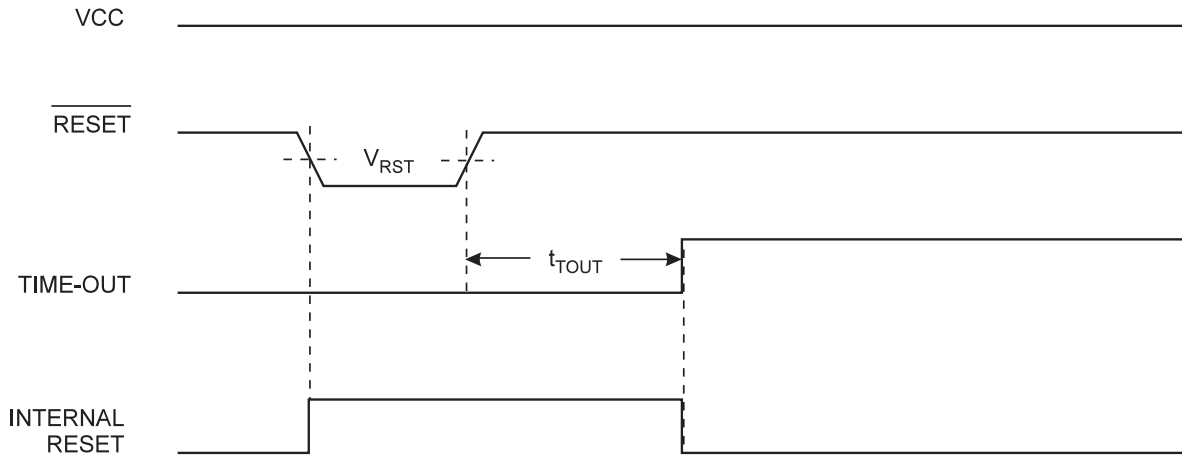 VCC
RESET
V_RST
t_TOUT
TIME-OUT
INTERNAL
RESET